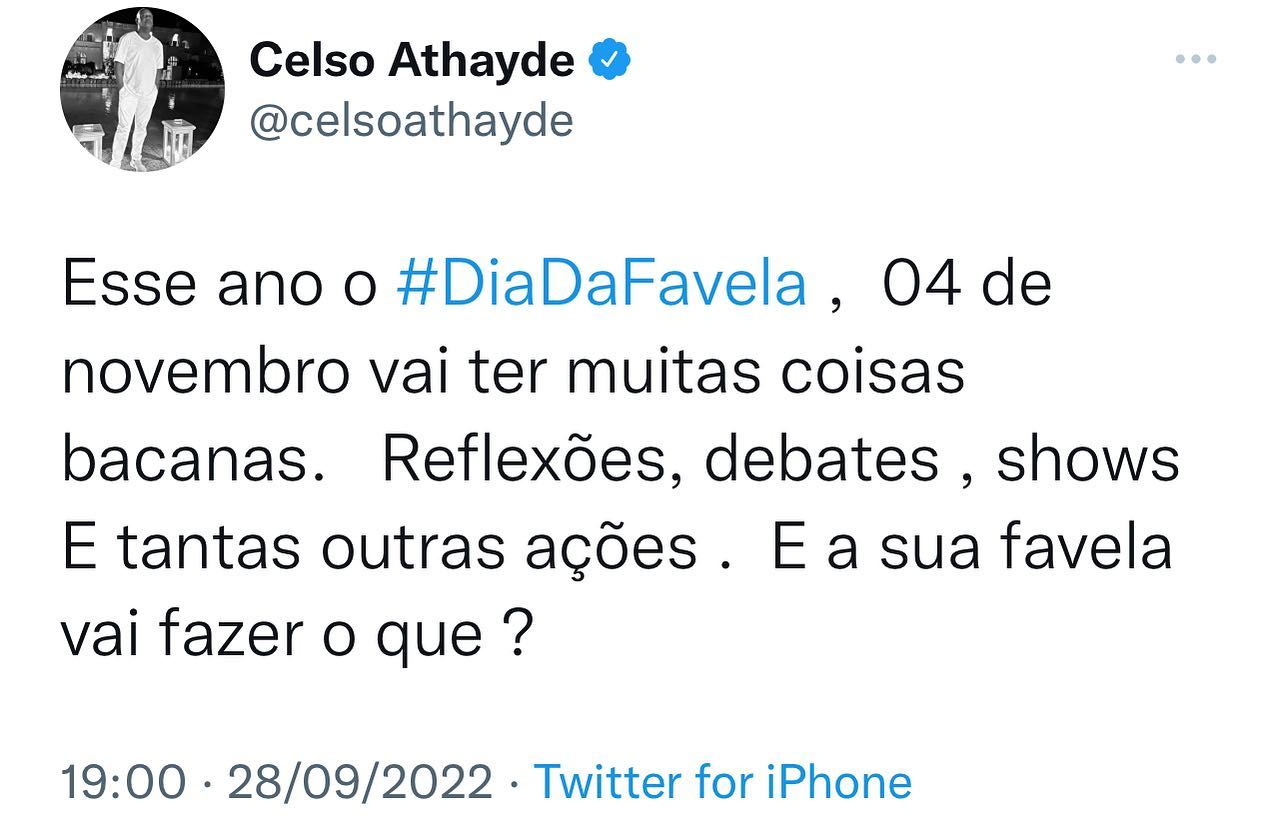 Celso Athayde
@celsoathayde
Esse ano o #DiaDaFavela ,  04 de
novembro vai ter muitas coisas
bacanas.   Reflexões, debates , shows
E tantas outras ações .  E a sua favela
vai fazer o que ?
19:00 · 28/09/2022 · Twitter for iPhone